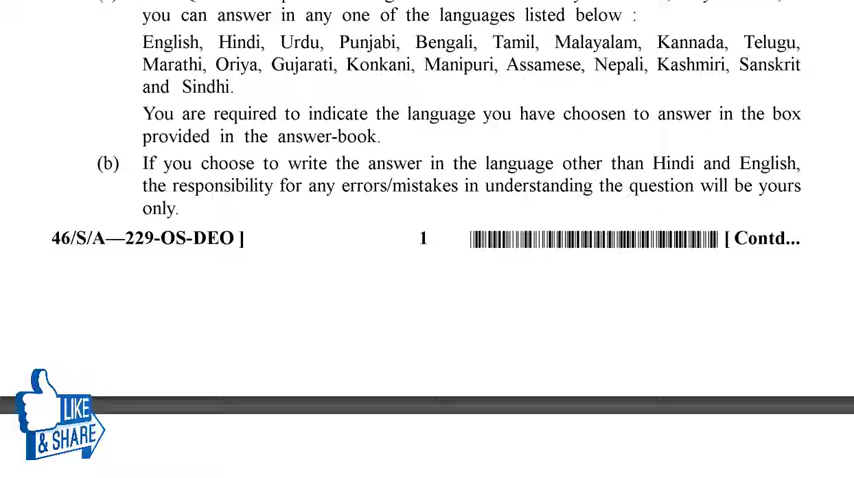 you can answer in any one of the languages listed below :
English, Hindi, Urdu, Punjabi, Bengali, Tamil, Malayalam, Kannada, Telugu,
Marathi, Oriya, Gujarati, Konkani, Manipuri, Assamese, Nepali, Kashmiri, Sanskrit
and Sindhi.
You are required to indicate the language you have choosen to answer in the box
provided in the answer-book.
(b) If you choose to write the answer in the language other than Hindi and English,
the responsibility for any errors/mistakes in understanding the question will be yours
only.
46/S/A—229-OS-DEO ] 1 [ Contd...
LIKE
& SHARE